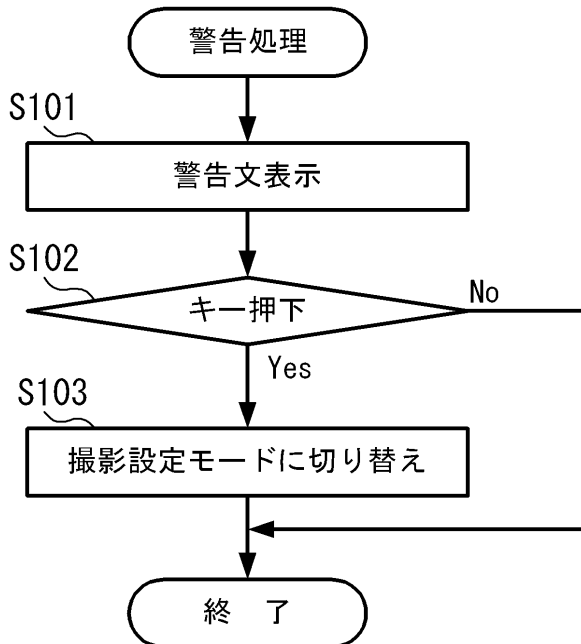 警告処理
S101
警告文表示
S102
キー押下
No
Yes
S103
撮影設定モードに切り替え
終 了